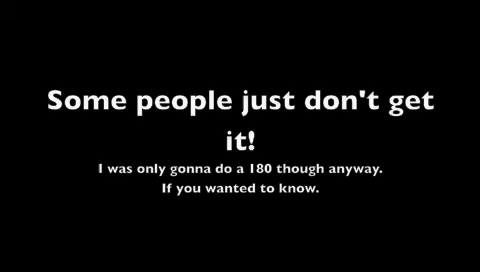 Some people just don't get
it!
I was only gonna do a 180 though anyway.
If you wanted to know.